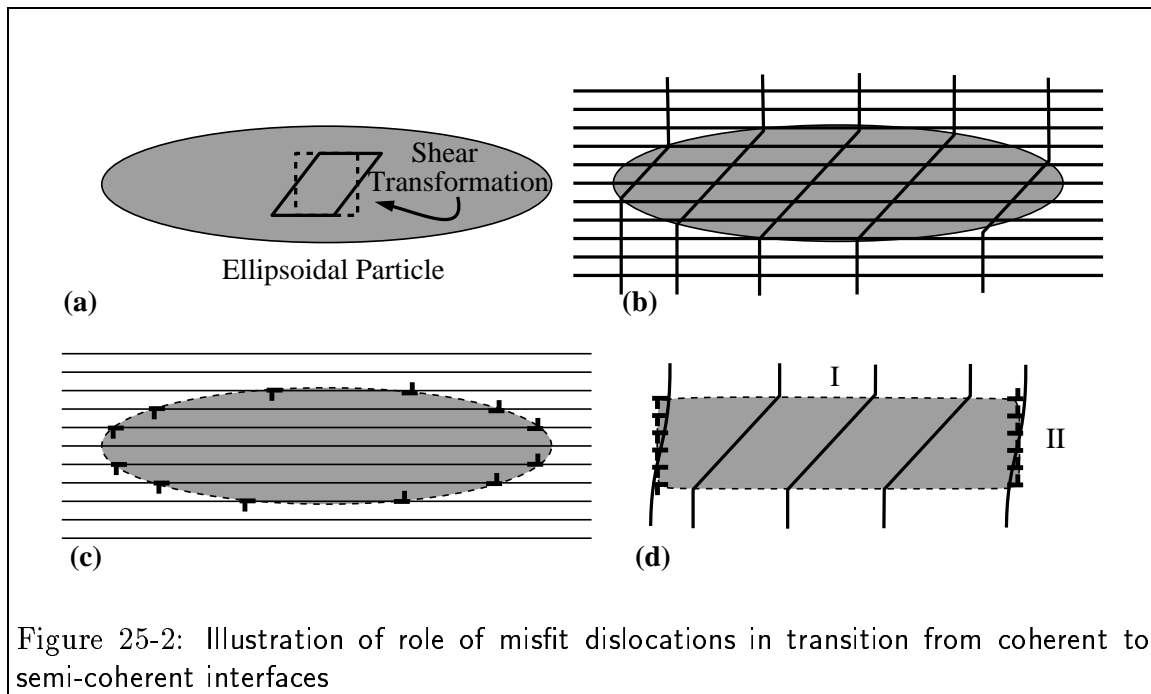 Shear
Transformation
Ellipsoidal Particle
(a)
(b)
(c)
I
II
(d)
Figure 25-2: Illustration of role of misfit dislocations in transition from coherent to
semi-coherent interfaces